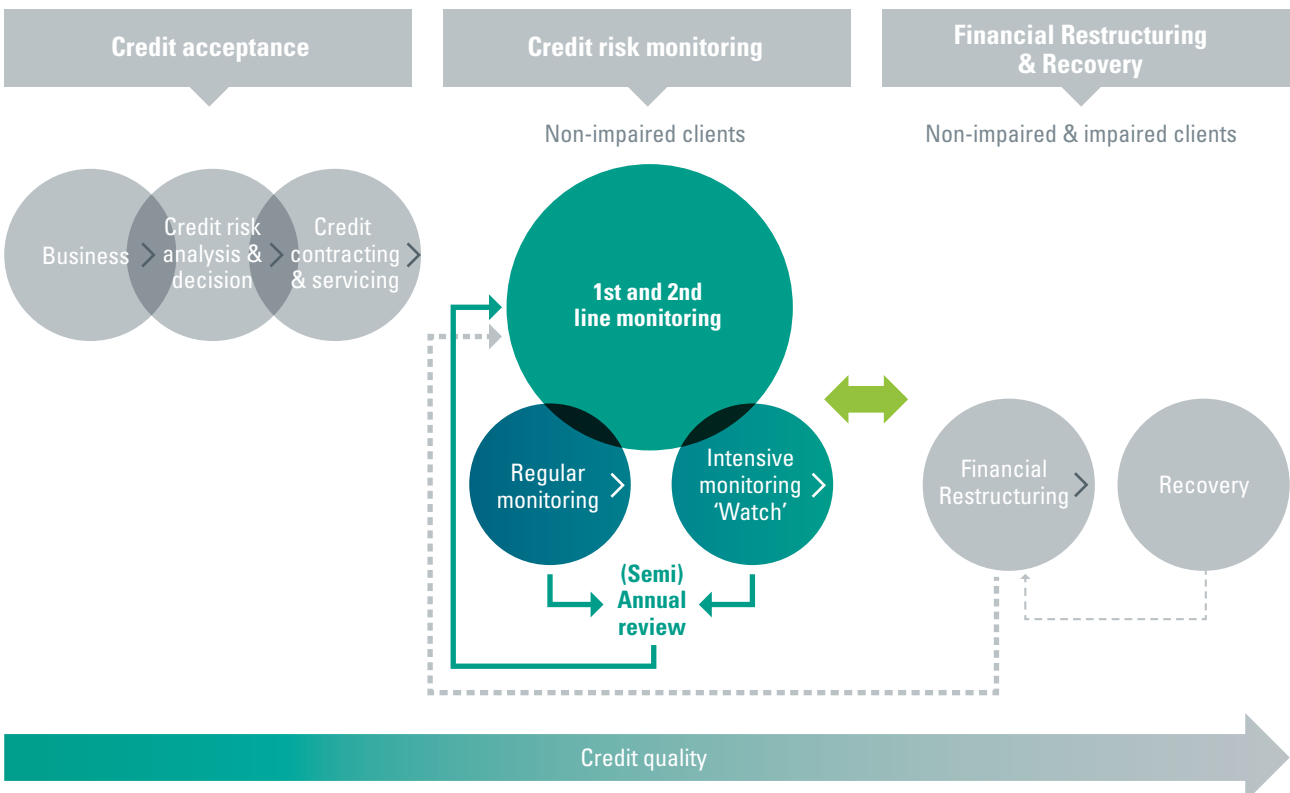 Credit acceptance
Credit risk monitoring
Financial Restructuring
& Recovery
Non-impaired clients
Non-impaired & impaired clients
Business
Credit risk
analysis &
decision
Credit
contracting
& servicing
1st and 2nd
line monitoring
Regular
monitoring
Intensive
monitoring
‘Watch’
Financial
Restructuring
Recovery
(Semi)
Annual
review
Credit quality